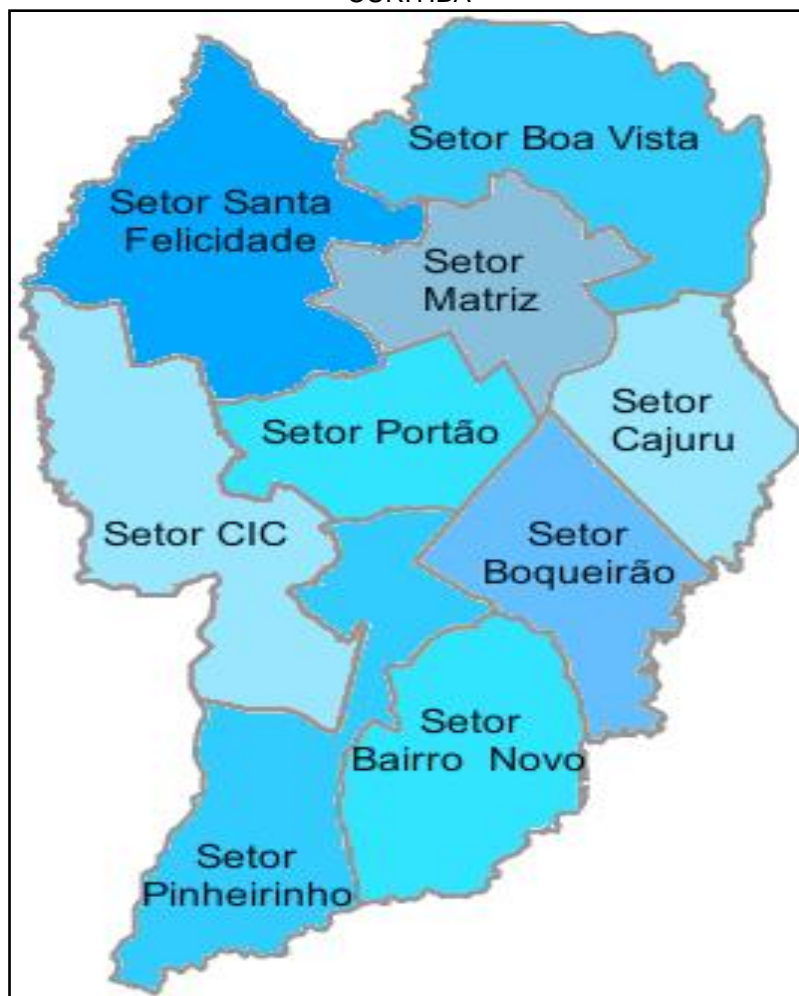 CURITIBA
Setor Boa Vista
Setor Santa
Felicidade
Setor
Matriz
Setor
Cajuru
Setor Portão
Setor CIC
Setor
Boqueirão
Setor
Bairro Novo
Setor
Pinheirinho